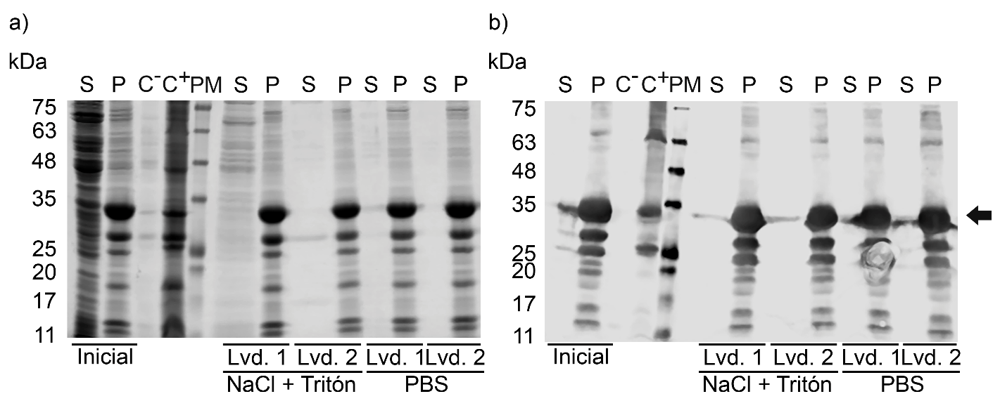 a)
kDa
S P C⁻ C⁺ PM S P S P S P S P
75
63
48
35
25
20
17
11
Inicial
Lvd. 1 Lvd. 2 Lvd. 1 Lvd. 2
NaCl + Tritón PBS
b)
kDa
S P C⁻ C⁺ PM S P S P S P S P
75
63
48
35
25
20
17
11
Inicial
Lvd. 1 Lvd. 2 Lvd. 1 Lvd. 2
NaCl + Tritón PBS